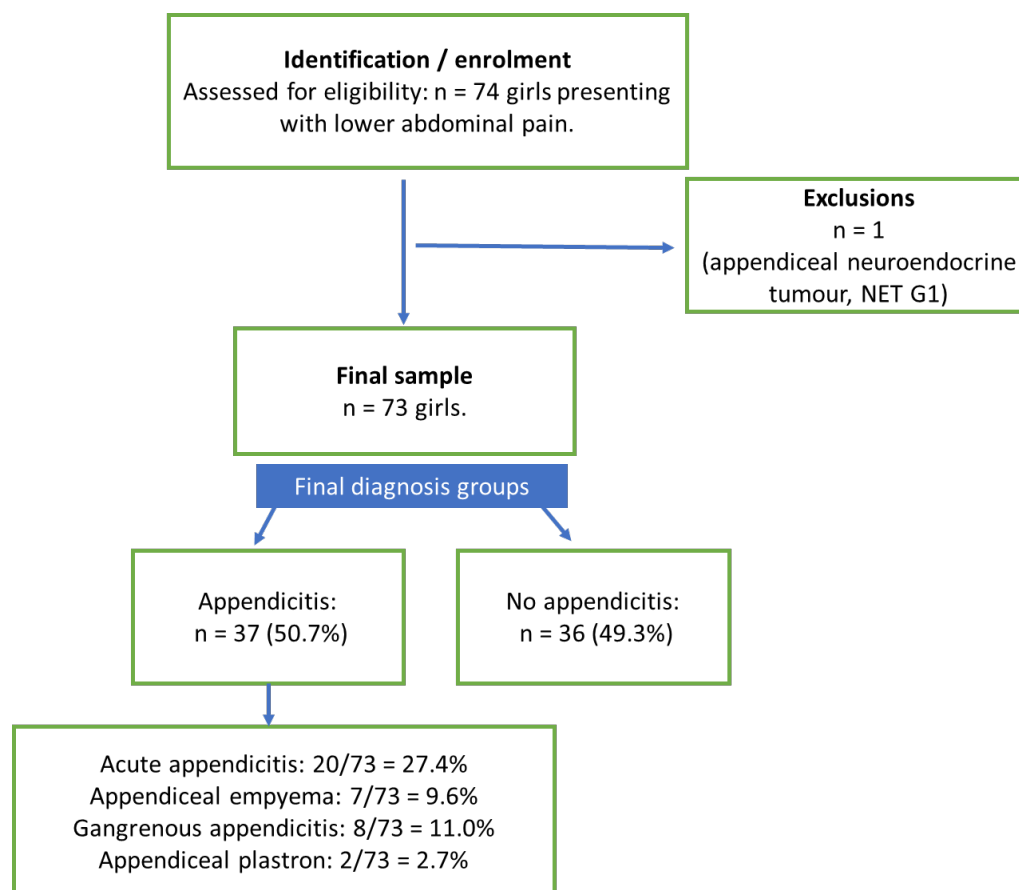 Identification / enrolment
Assessed for eligibility: n = 74 girls presenting
with lower abdominal pain.
Exclusions
n = 1
(appendiceal neuroendocrine
tumour, NET G1)
Final sample
n = 73 girls.
Final diagnosis groups
Appendicitis:
n = 37 (50.7%)
No appendicitis:
n = 36 (49.3%)
Acute appendicitis: 20/73 = 27.4%
Appendiceal empyema: 7/73 = 9.6%
Gangrenous appendicitis: 8/73 = 11.0%
Appendiceal plastron: 2/73 = 2.7%